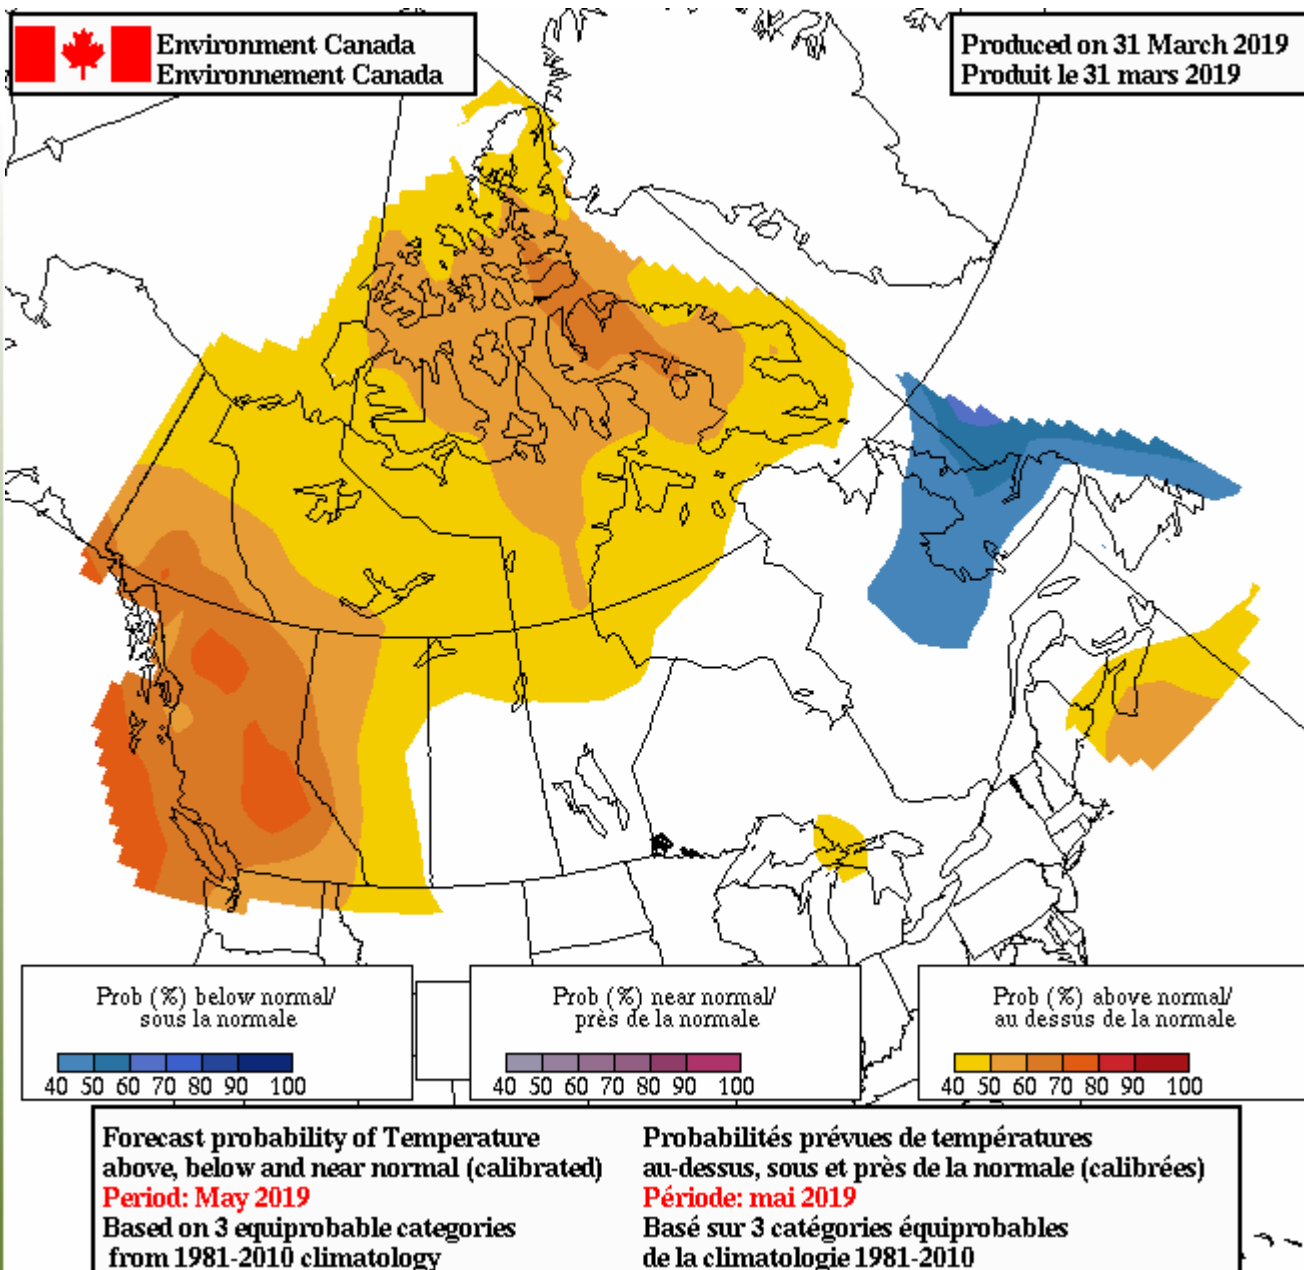 Environment Canada
Environnement Canada
Produced on 31 March 2019
Produit le 31 mars 2019
Prob (%) below normal/
sous la normale
40 50 60 70 80 90 100
Prob (%) near normal/
près de la normale
40 50 60 70 80 90 100
Prob (%) above normal/
au dessus de la normale
40 50 60 70 80 90 100
Forecast probability of Temperature
above, below and near normal (calibrated)
Period: May 2019
Based on 3 equiprobable categories
from 1981-2010 climatology
Probabilités prévues de températures
au-dessus, sous et près de la normale (calibrées)
Période: mai 2019
Basé sur 3 catégories équiprobables
de la climatologie 1981-2010